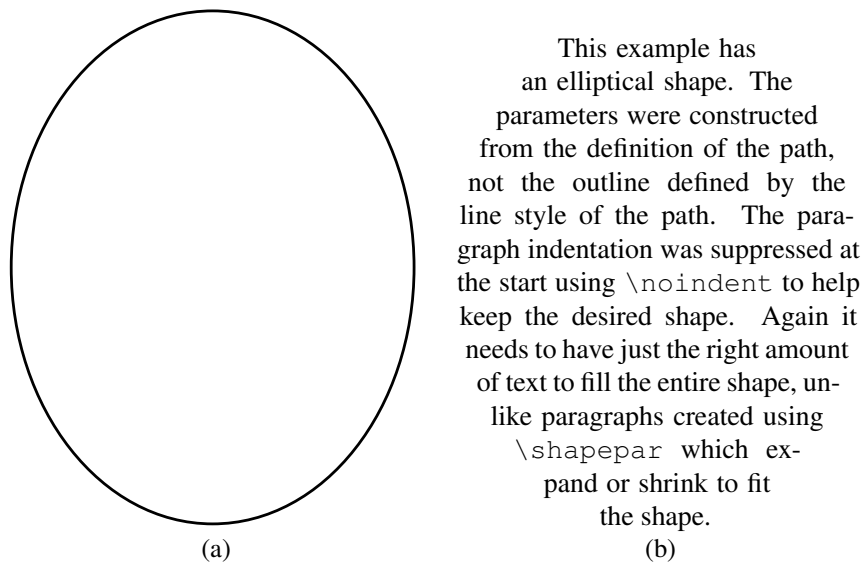 This example has
an elliptical shape. The
parameters were constructed
from the definition of the path,
not the outline defined by the
line style of the path. The para-
graph indentation was suppressed at
the start using \noindent to help
keep the desired shape. Again it
needs to have just the right amount
of text to fill the entire shape, un-
like paragraphs created using
\shapepar which ex-
pand or shrink to fit
the shape.
(a)
(b)